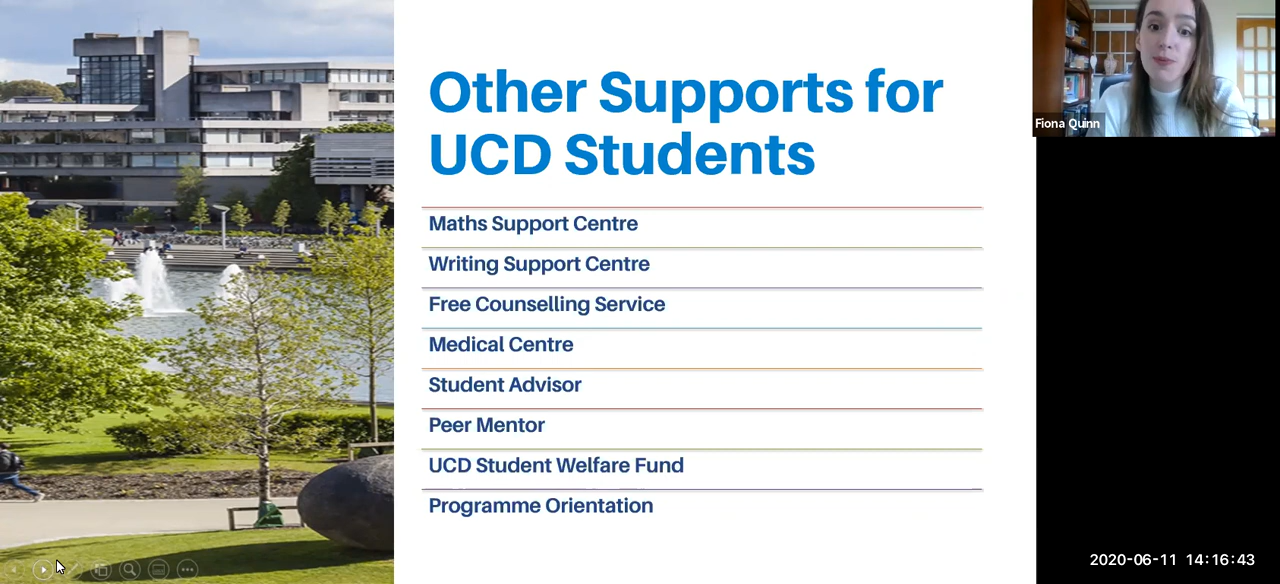 Other Supports for
UCD Students
Maths Support Centre
Writing Support Centre
Free Counselling Service
Medical Centre
Student Advisor
Peer Mentor
UCD Student Welfare Fund
Programme Orientation
Fiona Quinn
2020-06-11 14:16:43